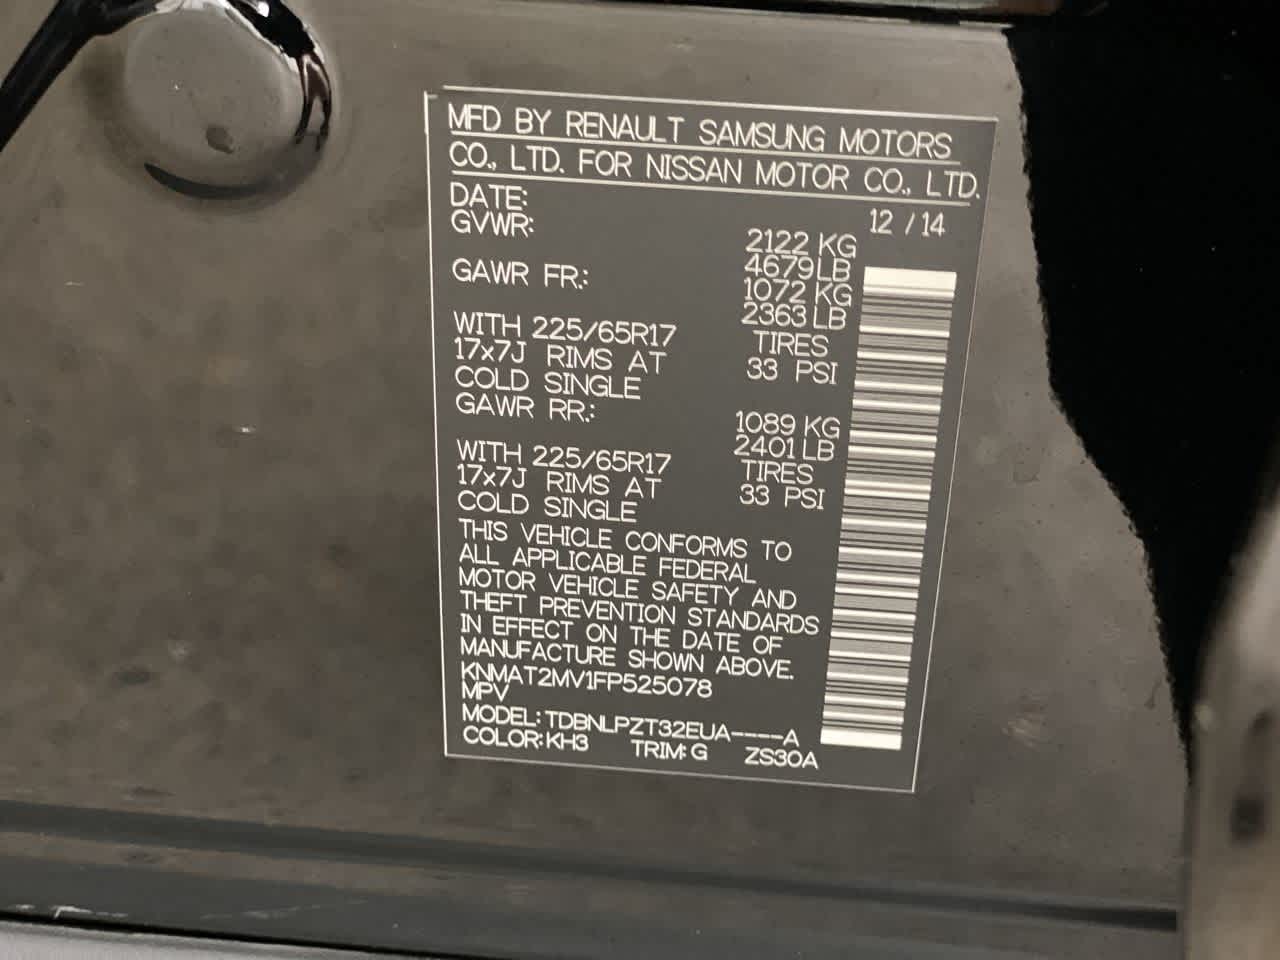 MFD BY RENAULT SAMSUNG MOTORS
CO., LTD. FOR NISSAN MOTOR CO., LTD.
DATE: 12 / 14
GVWR: 2122 KG
4679 LB
GAWR FR.: 1072 KG
2363 LB
WITH 225/65R17 TIRES
17x7J RIMS AT 33 PSI
COLD SINGLE
GAWR RR.: 1089 KG
2401 LB
WITH 225/65R17 TIRES
17x7J RIMS AT 33 PSI
COLD SINGLE
THIS VEHICLE CONFORMS TO
ALL APPLICABLE FEDERAL
MOTOR VEHICLE SAFETY AND
THEFT PREVENTION STANDARDS
IN EFFECT ON THE DATE OF
MANUFACTURE SHOWN ABOVE.
KNMAT2MV1FP525078
MPV
MODEL: TDBNLPZT32EUA----A
COLOR: KH3 TRIM: G ZS30A